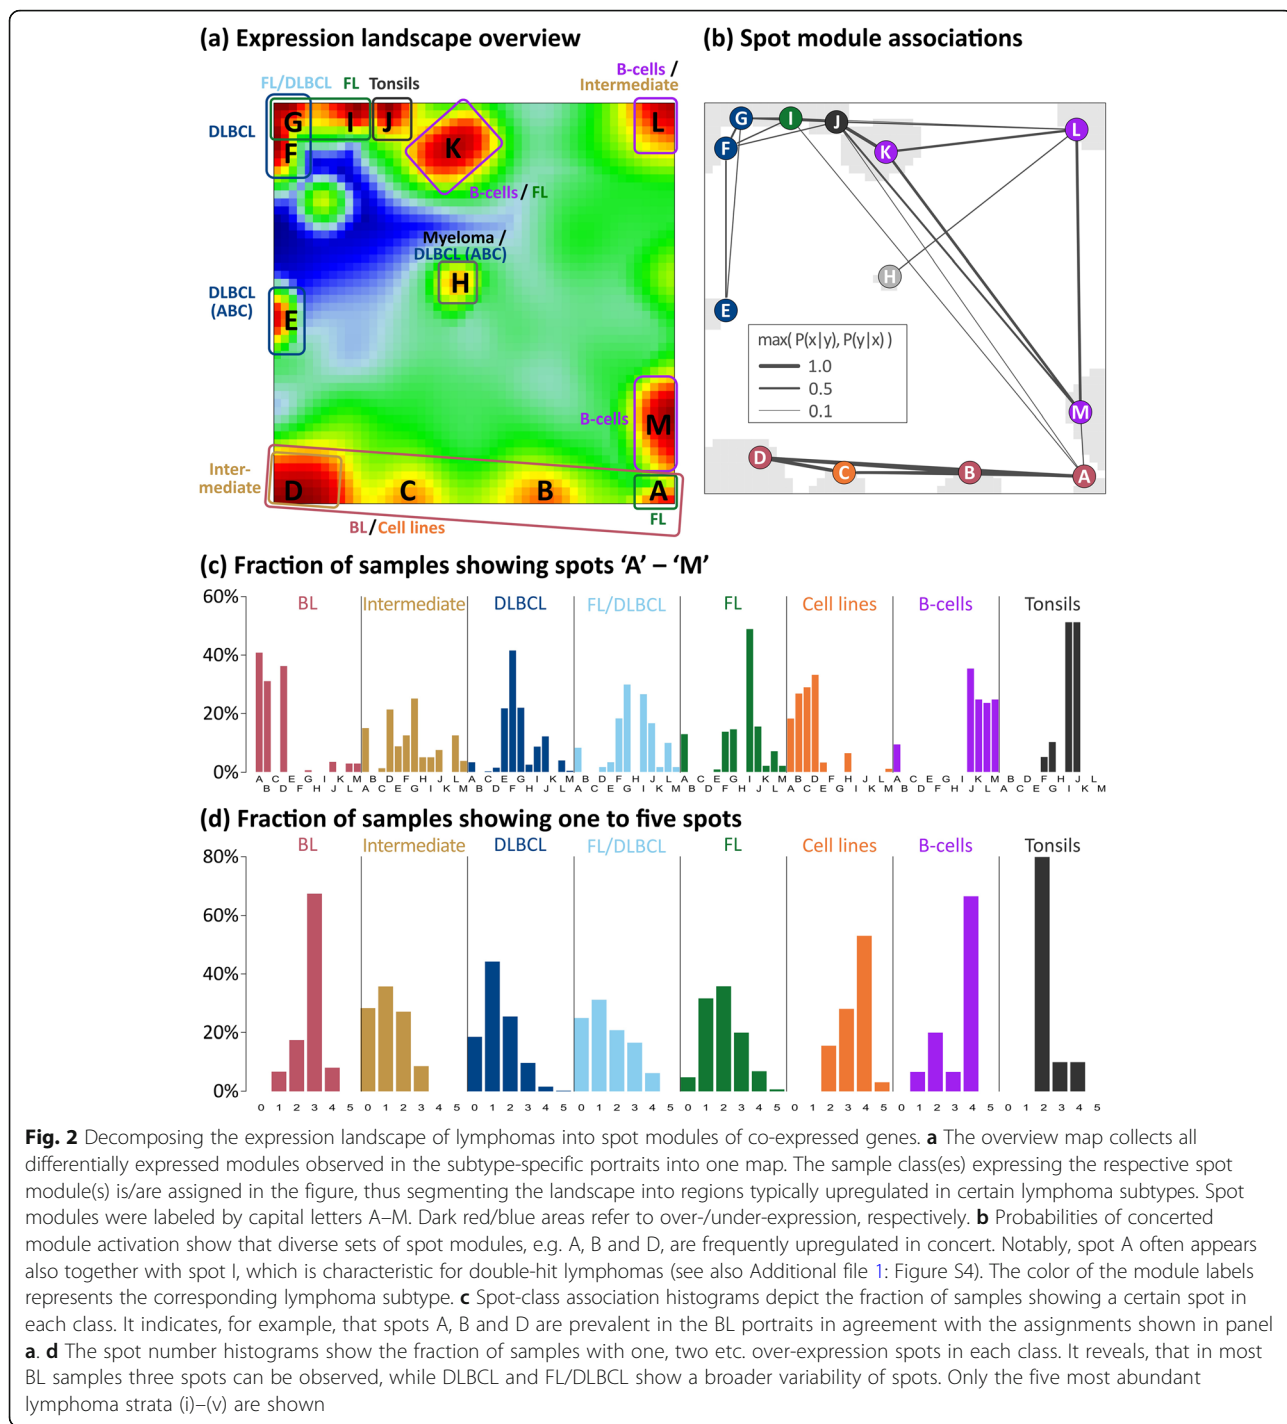 (a) Expression landscape overview
(b) Spot module associations
FL/DLBCL FL Tonsils
B-cells /
Intermediate
DLBCL
G I J
F
K
L
B-cells / FL
Myeloma /
DLBCL (ABC)
H
DLBCL
(ABC)
E
B-cells
M
Inter-
mediate
D C B A
BL/Cell lines
FL
G I J L
F K
H
E
max( P(x|y), P(y|x) )
1.0
0.5
0.1
M
D C B A
(c) Fraction of samples showing spots ‘A’ – ‘M’
60%
40%
20%
0%
BL Intermediate DLBCL FL/DLBCL FL Cell lines B-cells Tonsils
A C E G I K M B D F H J L A C E G I K M B D F H J L A C E G I K M B D F H J L A C E G I K M B D F H J L
B D F H J L A C E G I K M B D F H J L A C E G I K M B D F H J L A C E G I K M B D F H J L A C E G I K M
(d) Fraction of samples showing one to five spots
80%
60%
40%
20%
0%
BL Intermediate DLBCL FL/DLBCL FL Cell lines B-cells Tonsils
0 1 2 3 4 5 0 1 2 3 4 5 0 1 2 3 4 5 0 1 2 3 4 5 0 1 2 3 4 5 0 1 2 3 4 5 0 1 2 3 4 5 0 1 2 3 4 5
Fig. 2 Decomposing the expression landscape of lymphomas into spot modules of co-expressed genes. a The overview map collects all
differentially expressed modules observed in the subtype-specific portraits into one map. The sample class(es) expressing the respective spot
module(s) is/are assigned in the figure, thus segmenting the landscape into regions typically upregulated in certain lymphoma subtypes. Spot
modules were labeled by capital letters A–M. Dark red/blue areas refer to over-/under-expression, respectively. b Probabilities of concerted
module activation show that diverse sets of spot modules, e.g. A, B and D, are frequently upregulated in concert. Notably, spot A often appears
also together with spot I, which is characteristic for double-hit lymphomas (see also Additional file 1: Figure S4). The color of the module labels
represents the corresponding lymphoma subtype. c Spot-class association histograms depict the fraction of samples showing a certain spot in
each class. It indicates, for example, that spots A, B and D are prevalent in the BL portraits in agreement with the assignments shown in panel
a. d The spot number histograms show the fraction of samples with one, two etc. over-expression spots in each class. It reveals, that in most
BL samples three spots can be observed, while DLBCL and FL/DLBCL show a broader variability of spots. Only the five most abundant
lymphoma strata (i)–(v) are shown